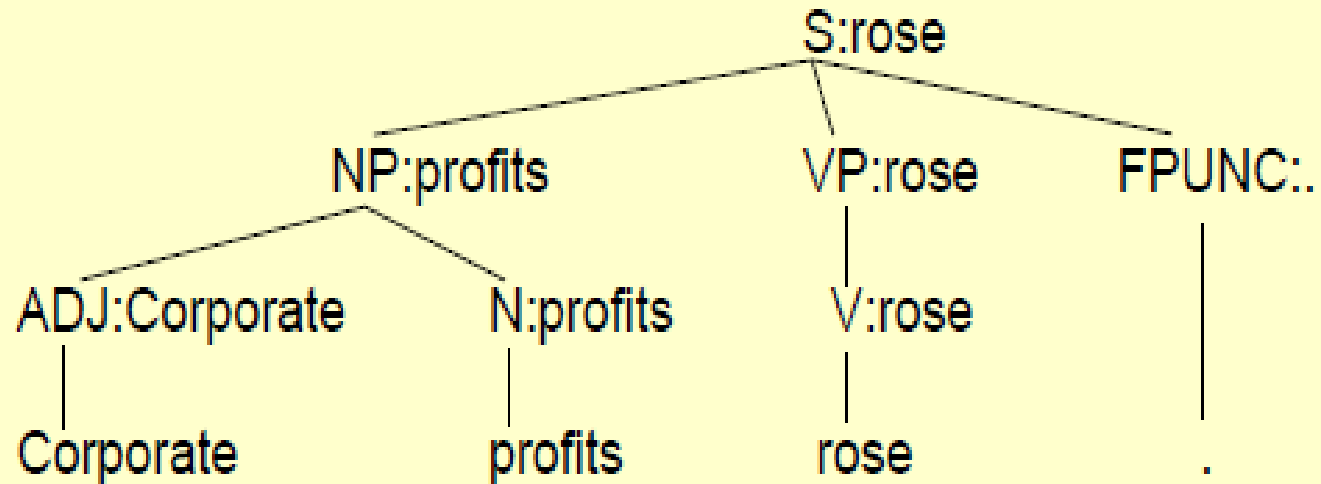 S:rose
NP:profits VP:rose FPUNC:.
ADJ:Corporate N:profits V:rose
Corporate profits rose .